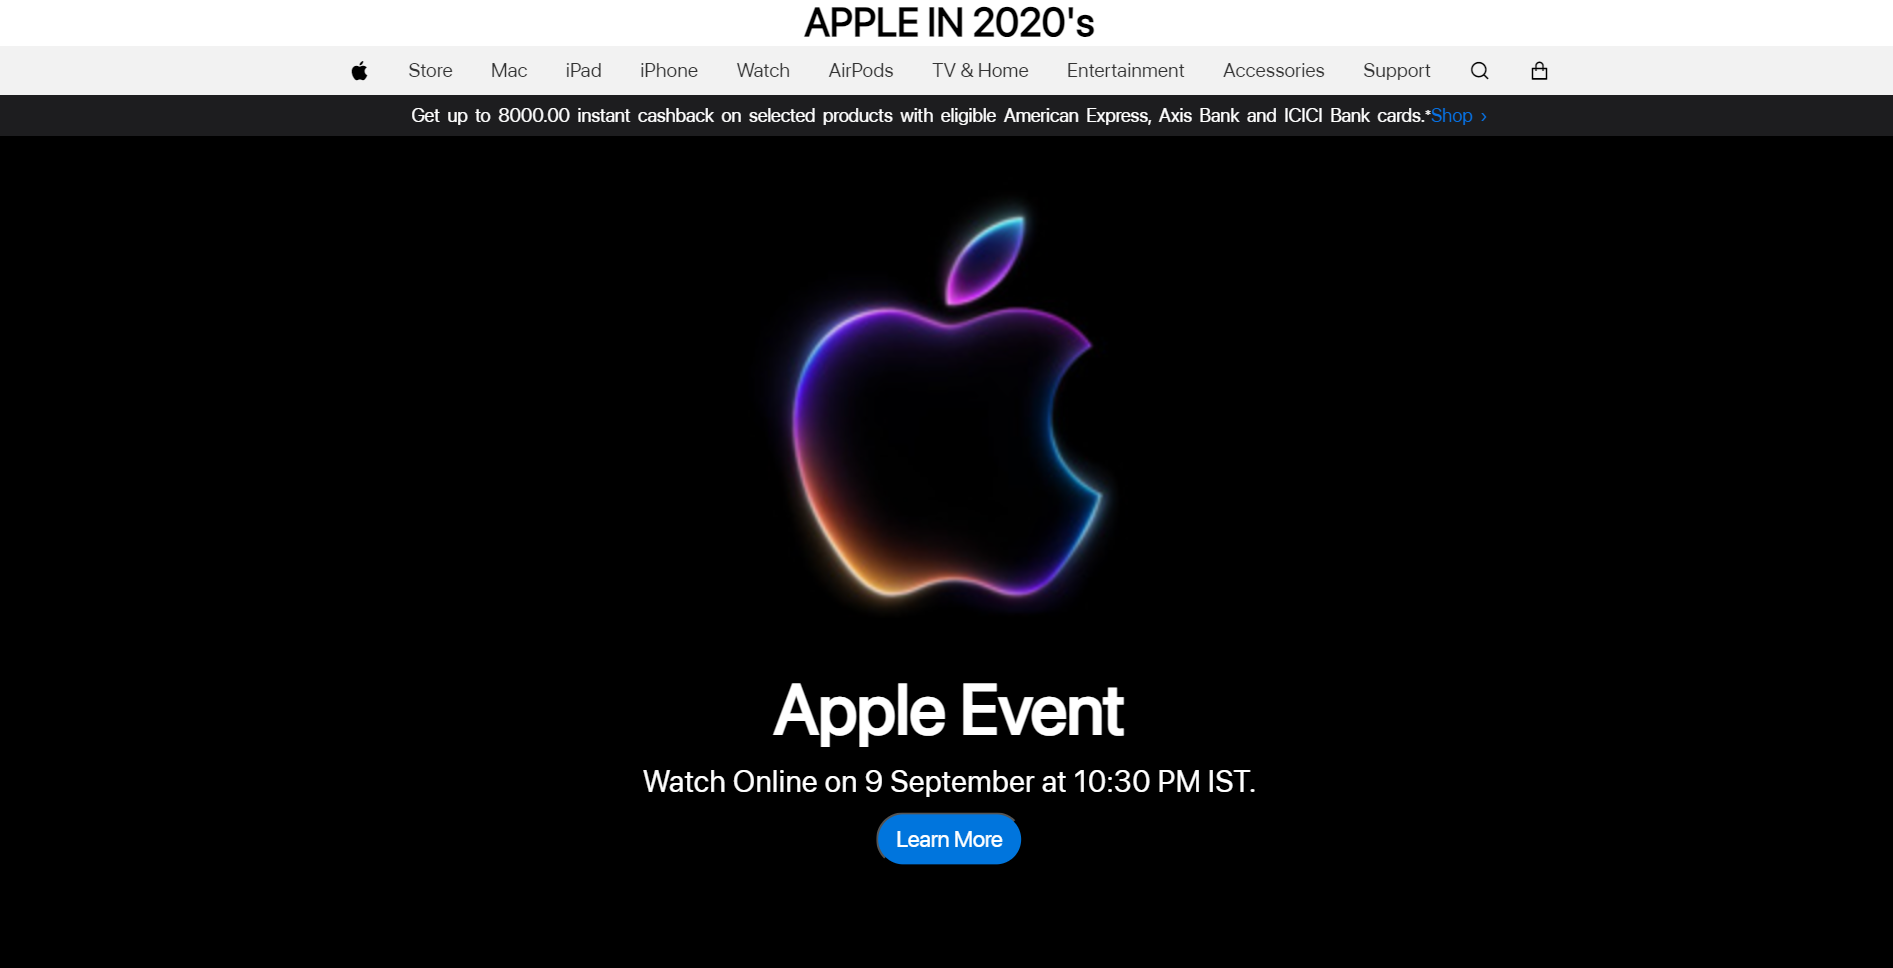 APPLE IN 2020's
Store Mac iPad iPhone Watch AirPods TV & Home Entertainment Accessories Support
Get up to 8000.00 instant cashback on selected products with eligible American Express, Axis Bank and ICICI Bank cards.*Shop ›
Apple Event
Watch Online on 9 September at 10:30 PM IST.
Learn More